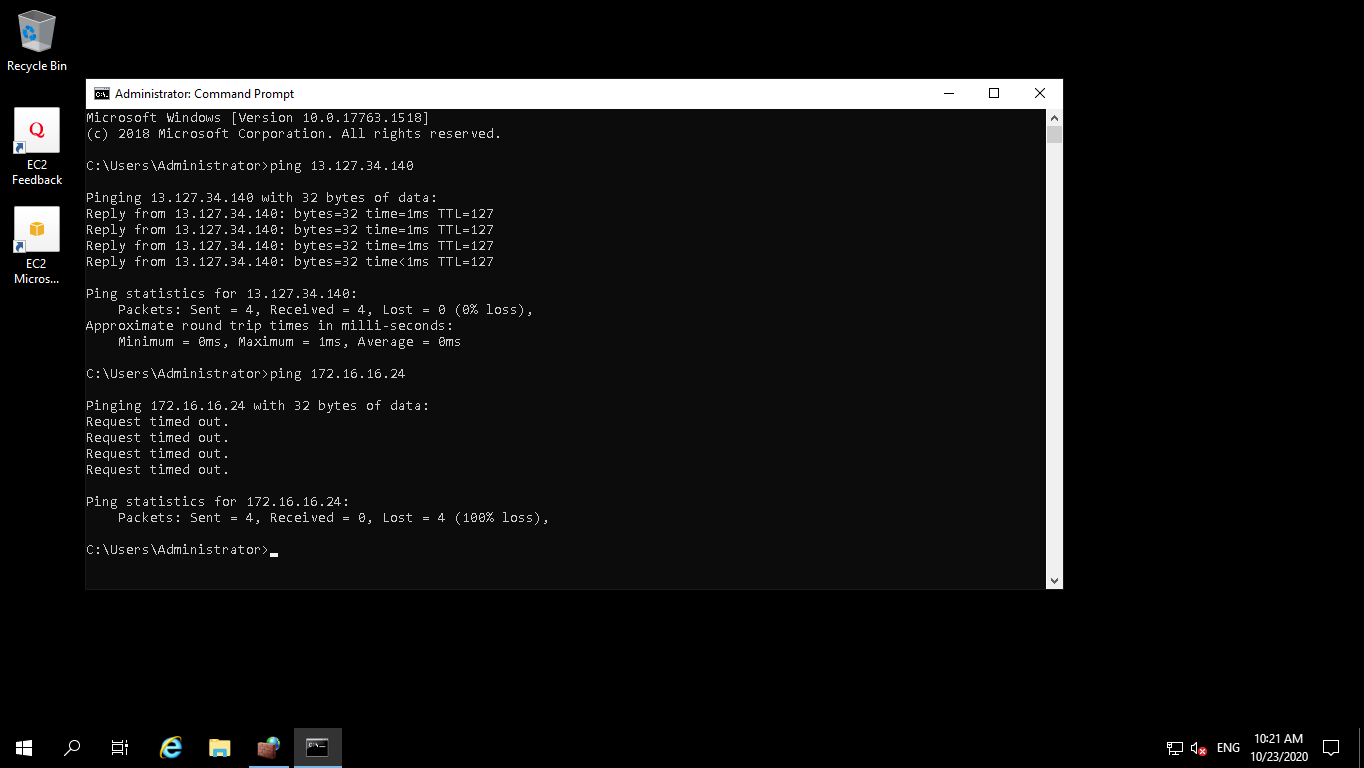 Recycle Bin
Administrator: Command Prompt
Microsoft Windows [Version 10.0.17763.1518]
(c) 2018 Microsoft Corporation. All rights reserved.
C:\Users\Administrator>ping 13.127.34.140
Pinging 13.127.34.140 with 32 bytes of data:
Reply from 13.127.34.140: bytes=32 time=1ms TTL=127
Reply from 13.127.34.140: bytes=32 time=1ms TTL=127
Reply from 13.127.34.140: bytes=32 time=1ms TTL=127
Reply from 13.127.34.140: bytes=32 time<1ms TTL=127
Ping statistics for 13.127.34.140:
Packets: Sent = 4, Received = 4, Lost = 0 (0% loss),
Approximate round trip times in milli-seconds:
Minimum = 0ms, Maximum = 1ms, Average = 0ms
C:\Users\Administrator>ping 172.16.16.24
Pinging 172.16.16.24 with 32 bytes of data:
Request timed out.
Request timed out.
Request timed out.
Request timed out.
Ping statistics for 172.16.16.24:
Packets: Sent = 4, Received = 0, Lost = 4 (100% loss),
C:\Users\Administrator>
Q
EC2
Feedback
EC2
Micros...
ENG
10:21 AM
10/23/2020